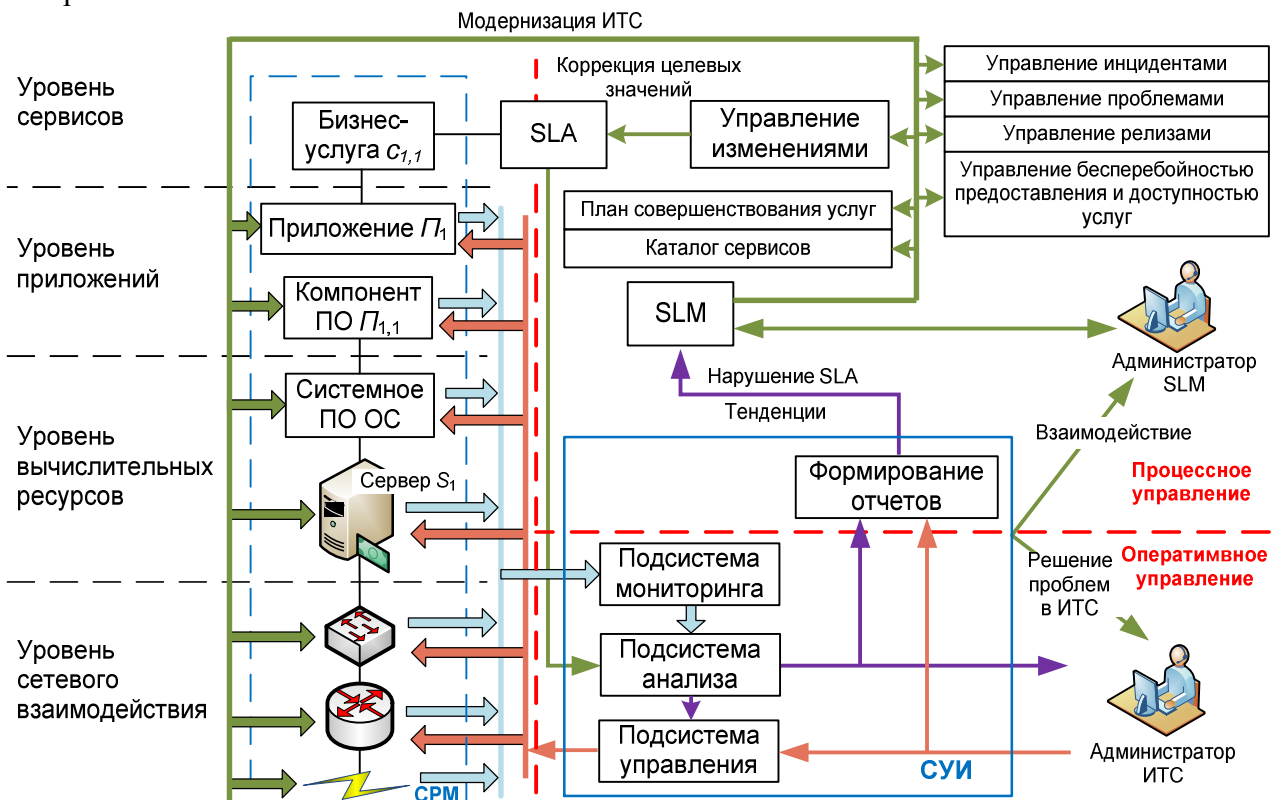 Модернизация ИТС
Уровень
сервисов
Бизнес-
услуга c1,1
SLA
Коррекция целевых
значений
Управление
изменениями
Управление инцидентами
Управление проблемами
Управление релизами
Управление бесперебойностью
предоставления и доступностью
услуг
Уровень
приложений
Приложение П1
Компонент
ПО П1,1
План совершенствования услуг
Каталог сервисов
SLM
Администратор
SLM
Нарушение SLA
Тенденции
Уровень
вычислительных
ресурсов
Системное
ПО ОС
Сервер S1
Формирование
отчетов
Взаимодействие
Процессное
управление
Оператимвное
управление
Решение
проблем
в ИТС
Уровень
сетевого
взаимодействия
Подсистема
мониторинга
Подсистема
анализа
Подсистема
управления
СУИ
Администратор
ИТС
СРМ